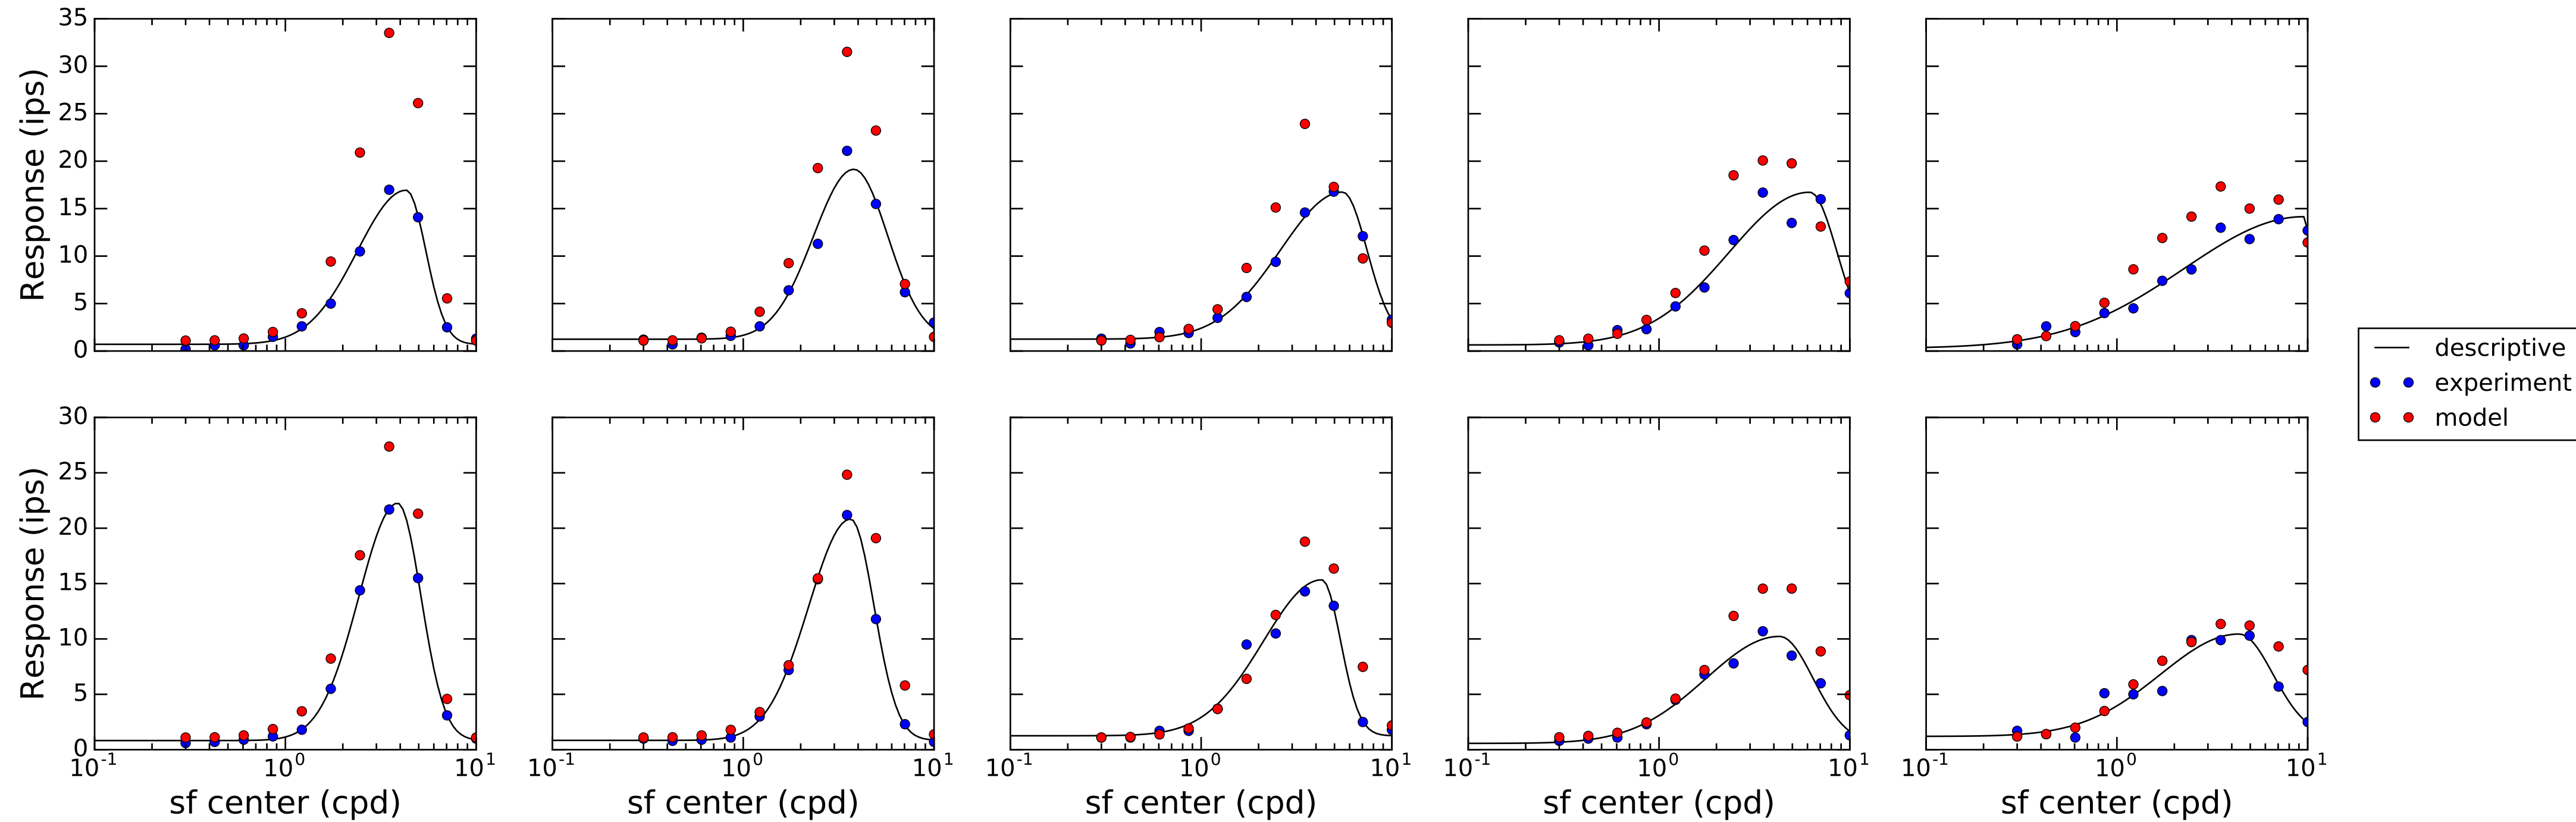 35
30
25
20
15
10
5
0
Response (ips)
descriptive
experiment
model
30
25
20
15
10
5
0
Response (ips)
10^-1 10^0 10^1
10^-1 10^0 10^1
10^-1 10^0 10^1
10^-1 10^0 10^1
10^-1 10^0 10^1
sf center (cpd)
sf center (cpd)
sf center (cpd)
sf center (cpd)
sf center (cpd)